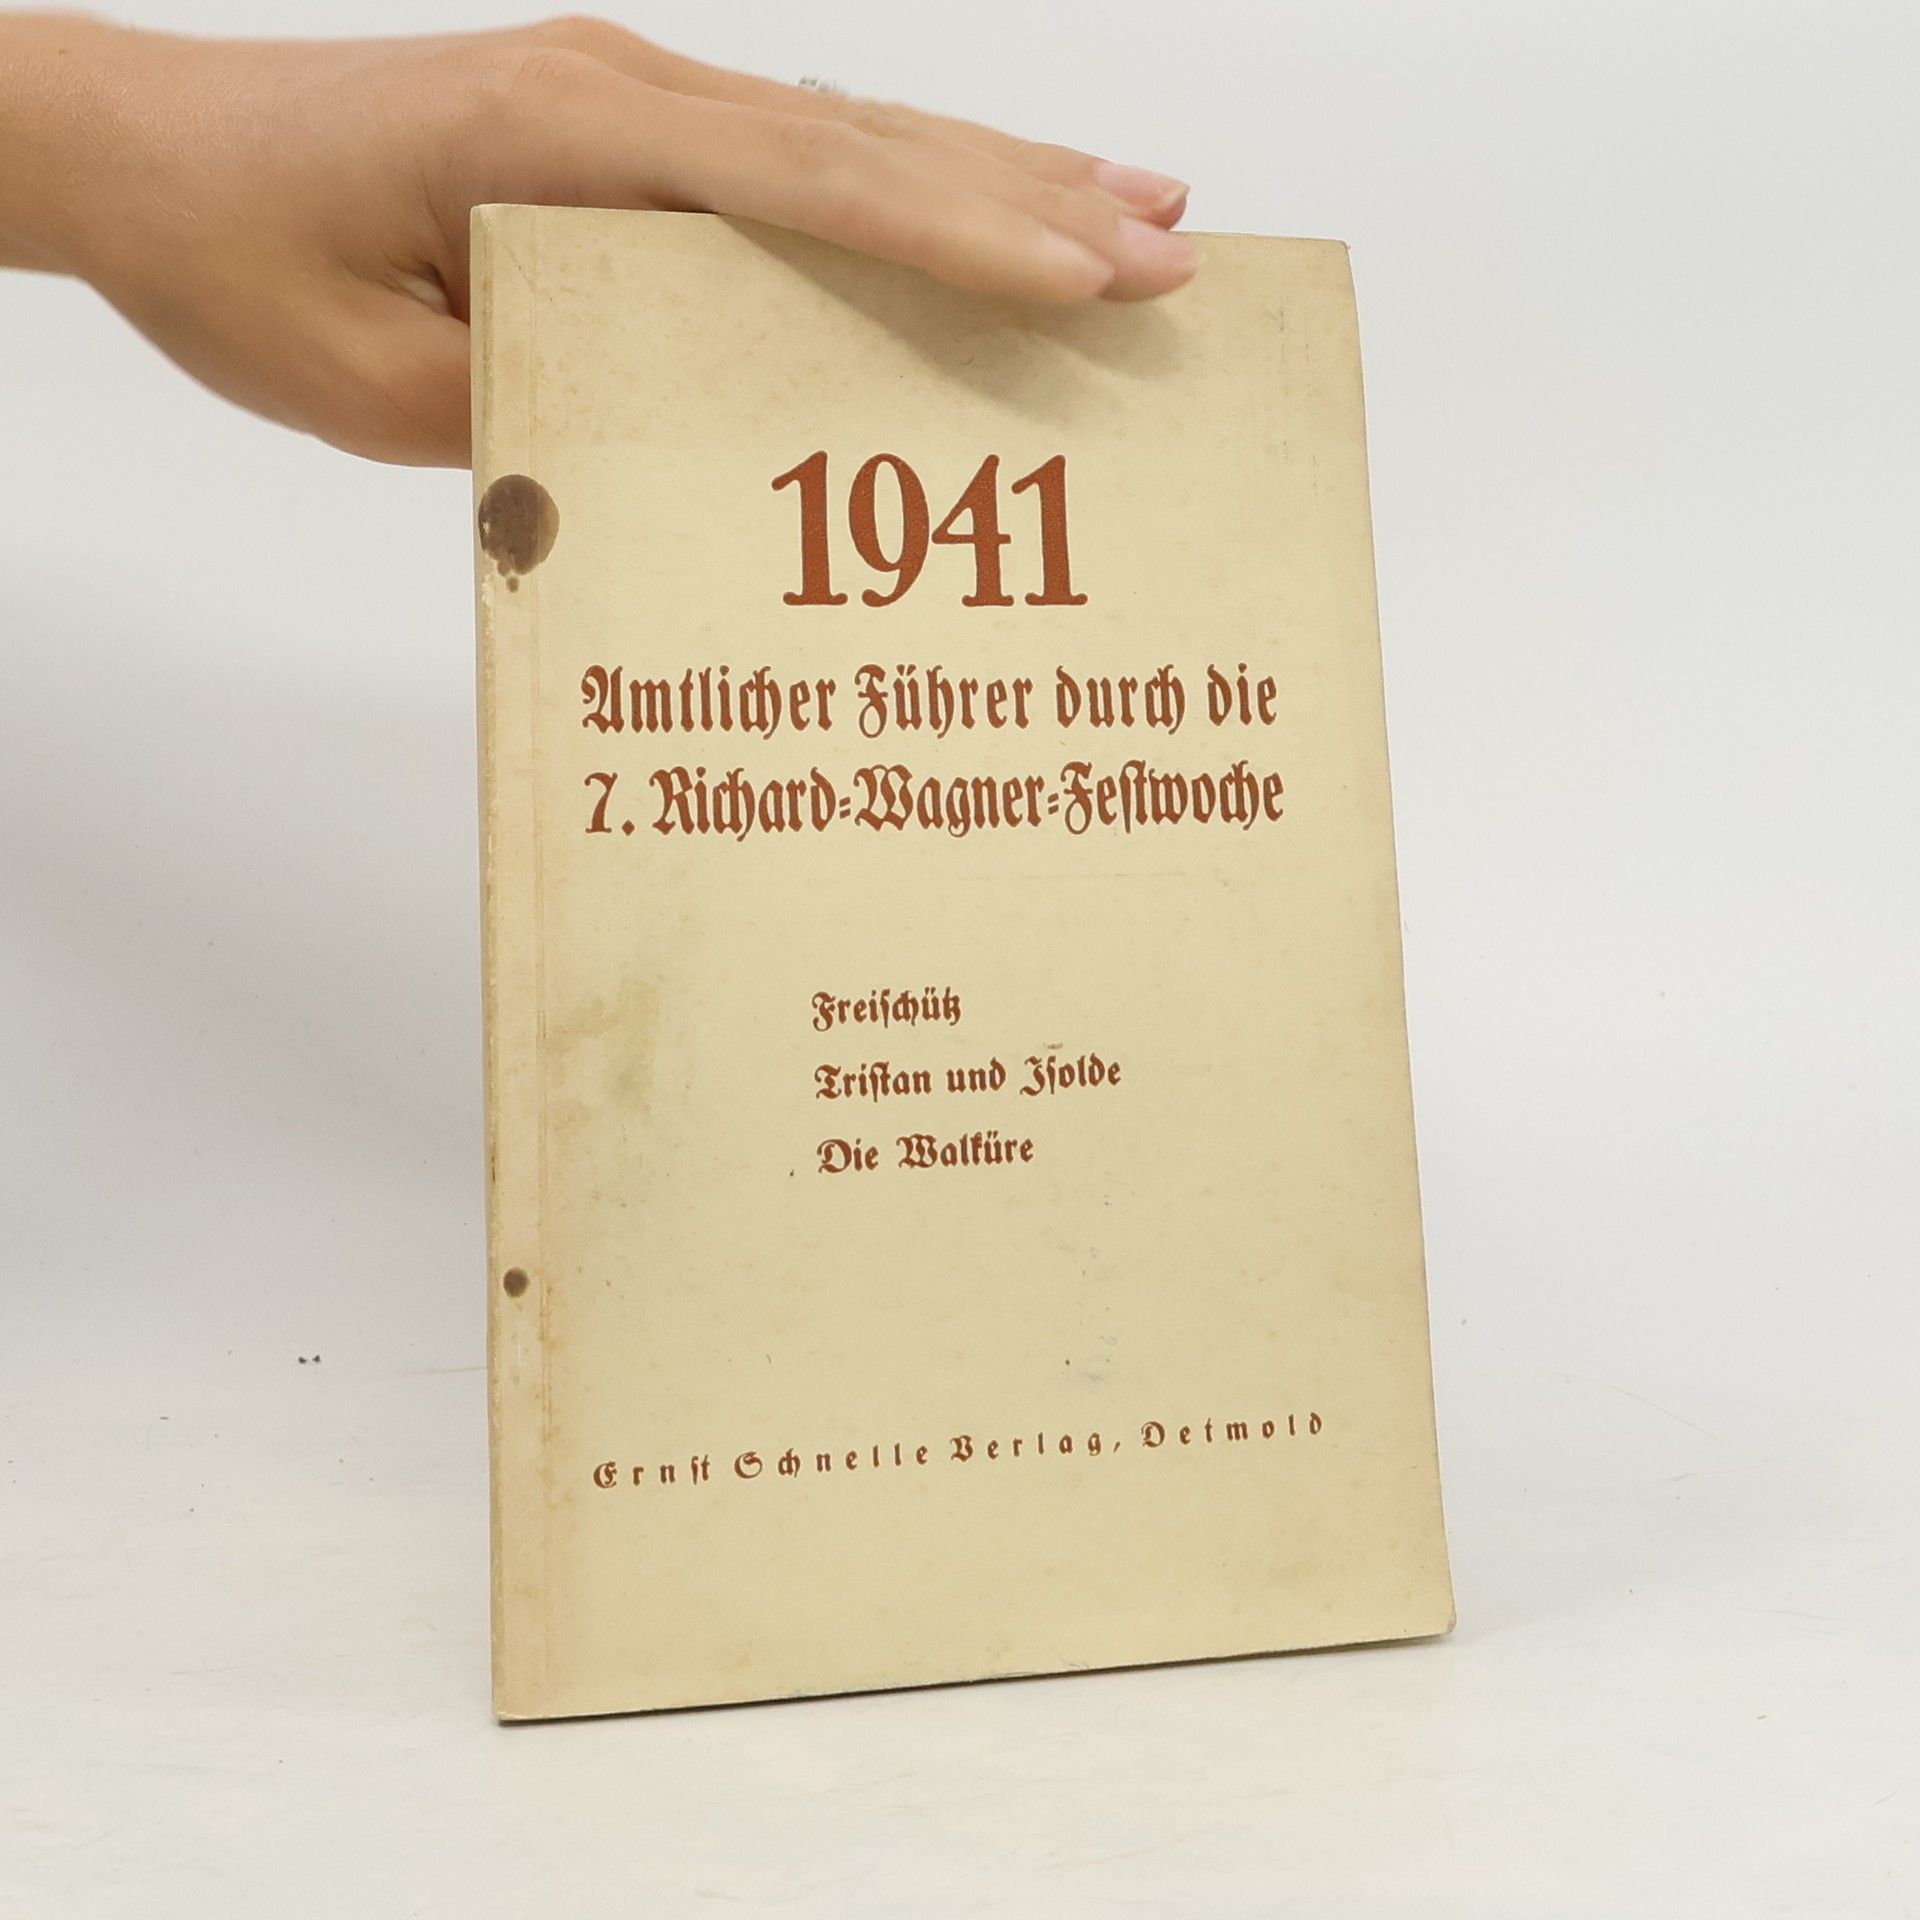 1941
Amtlicher Führer durch die
7. Richard-Wagner-Festwoche
Freischütz
Tristan und Isolde
Die Walküre
Ernst Schnelle Verlag, Detmold